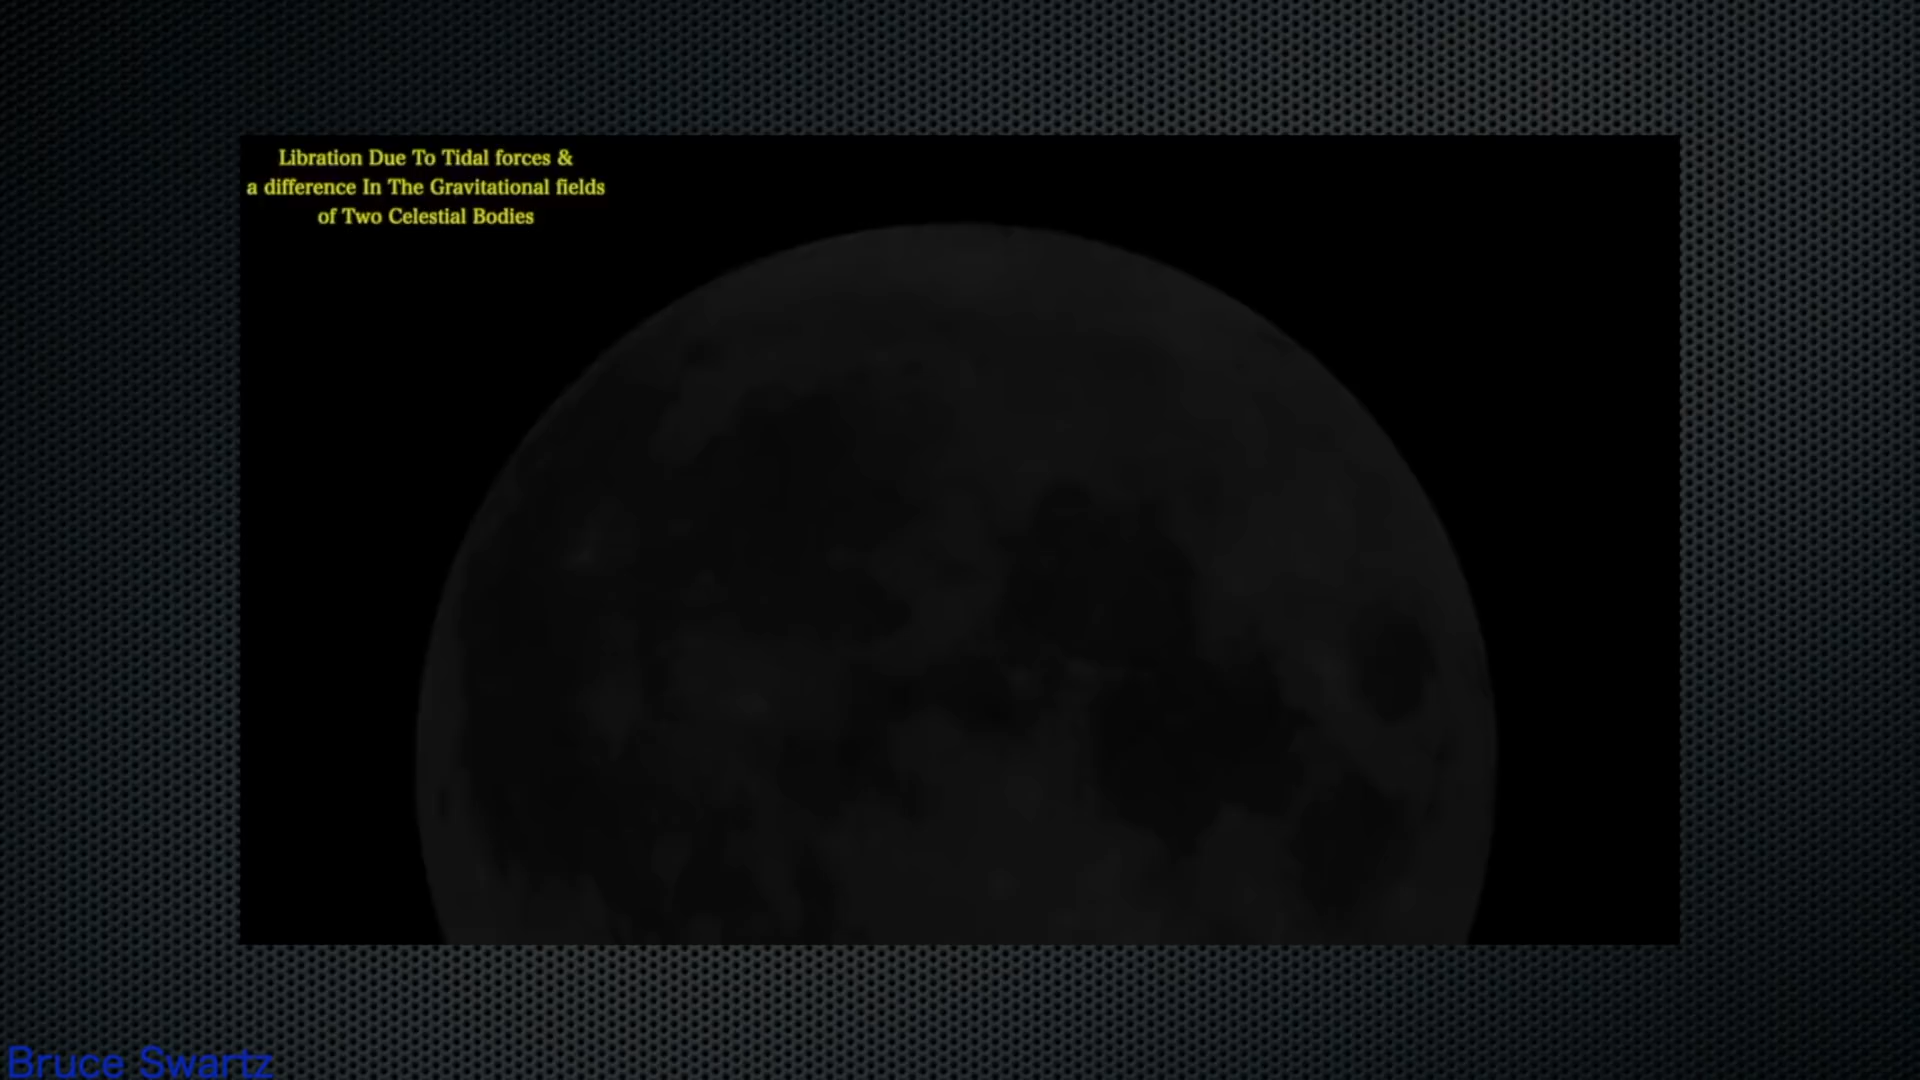 Libration Due To Tidal forces &
a difference In The Gravitational fields
of Two Celestial Bodies
Bruce Swartz